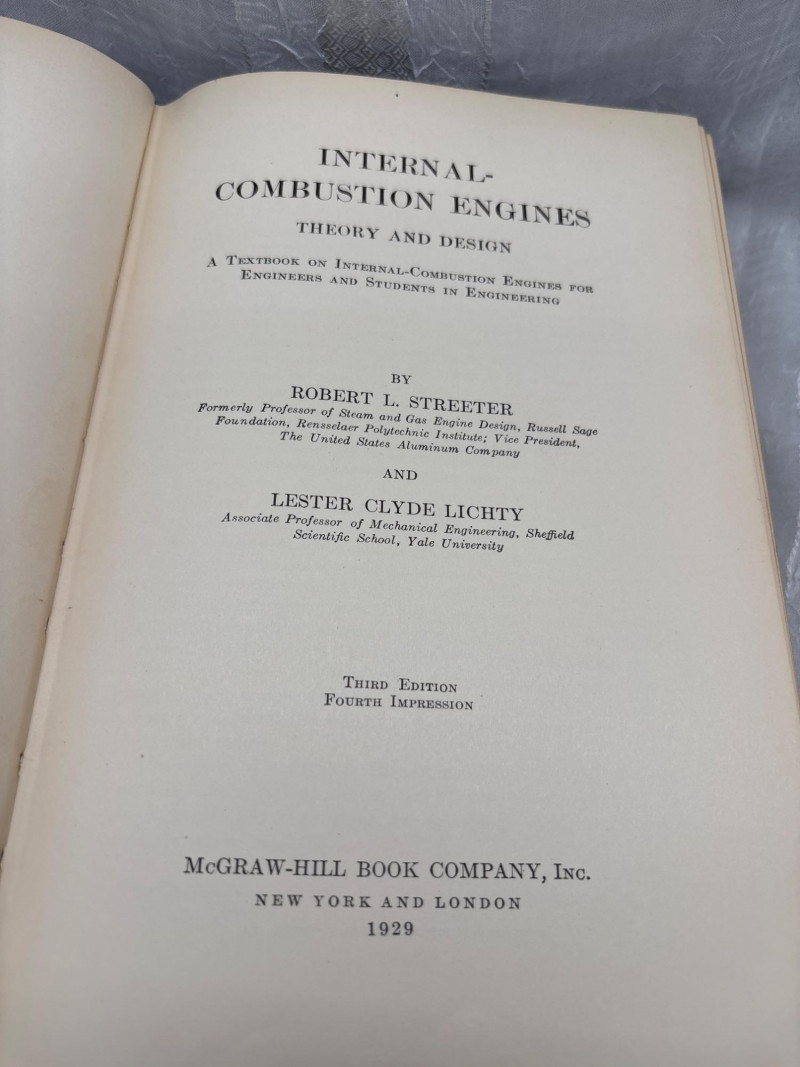 INTERNAL-
COMBUSTION ENGINES
THEORY AND DESIGN
A Textbook on Internal-Combustion Engines for
Engineers and Students in Engineering
BY
ROBERT L. STREETER
Formerly Professor of Steam and Gas Engine Design, Russell Sage
Foundation, Rensselaer Polytechnic Institute; Vice President,
The United States Aluminum Company
AND
LESTER CLYDE LICHTY
Associate Professor of Mechanical Engineering, Sheffield
Scientific School, Yale University
Third Edition
Fourth Impression
McGRAW-HILL BOOK COMPANY, Inc.
NEW YORK AND LONDON
1929